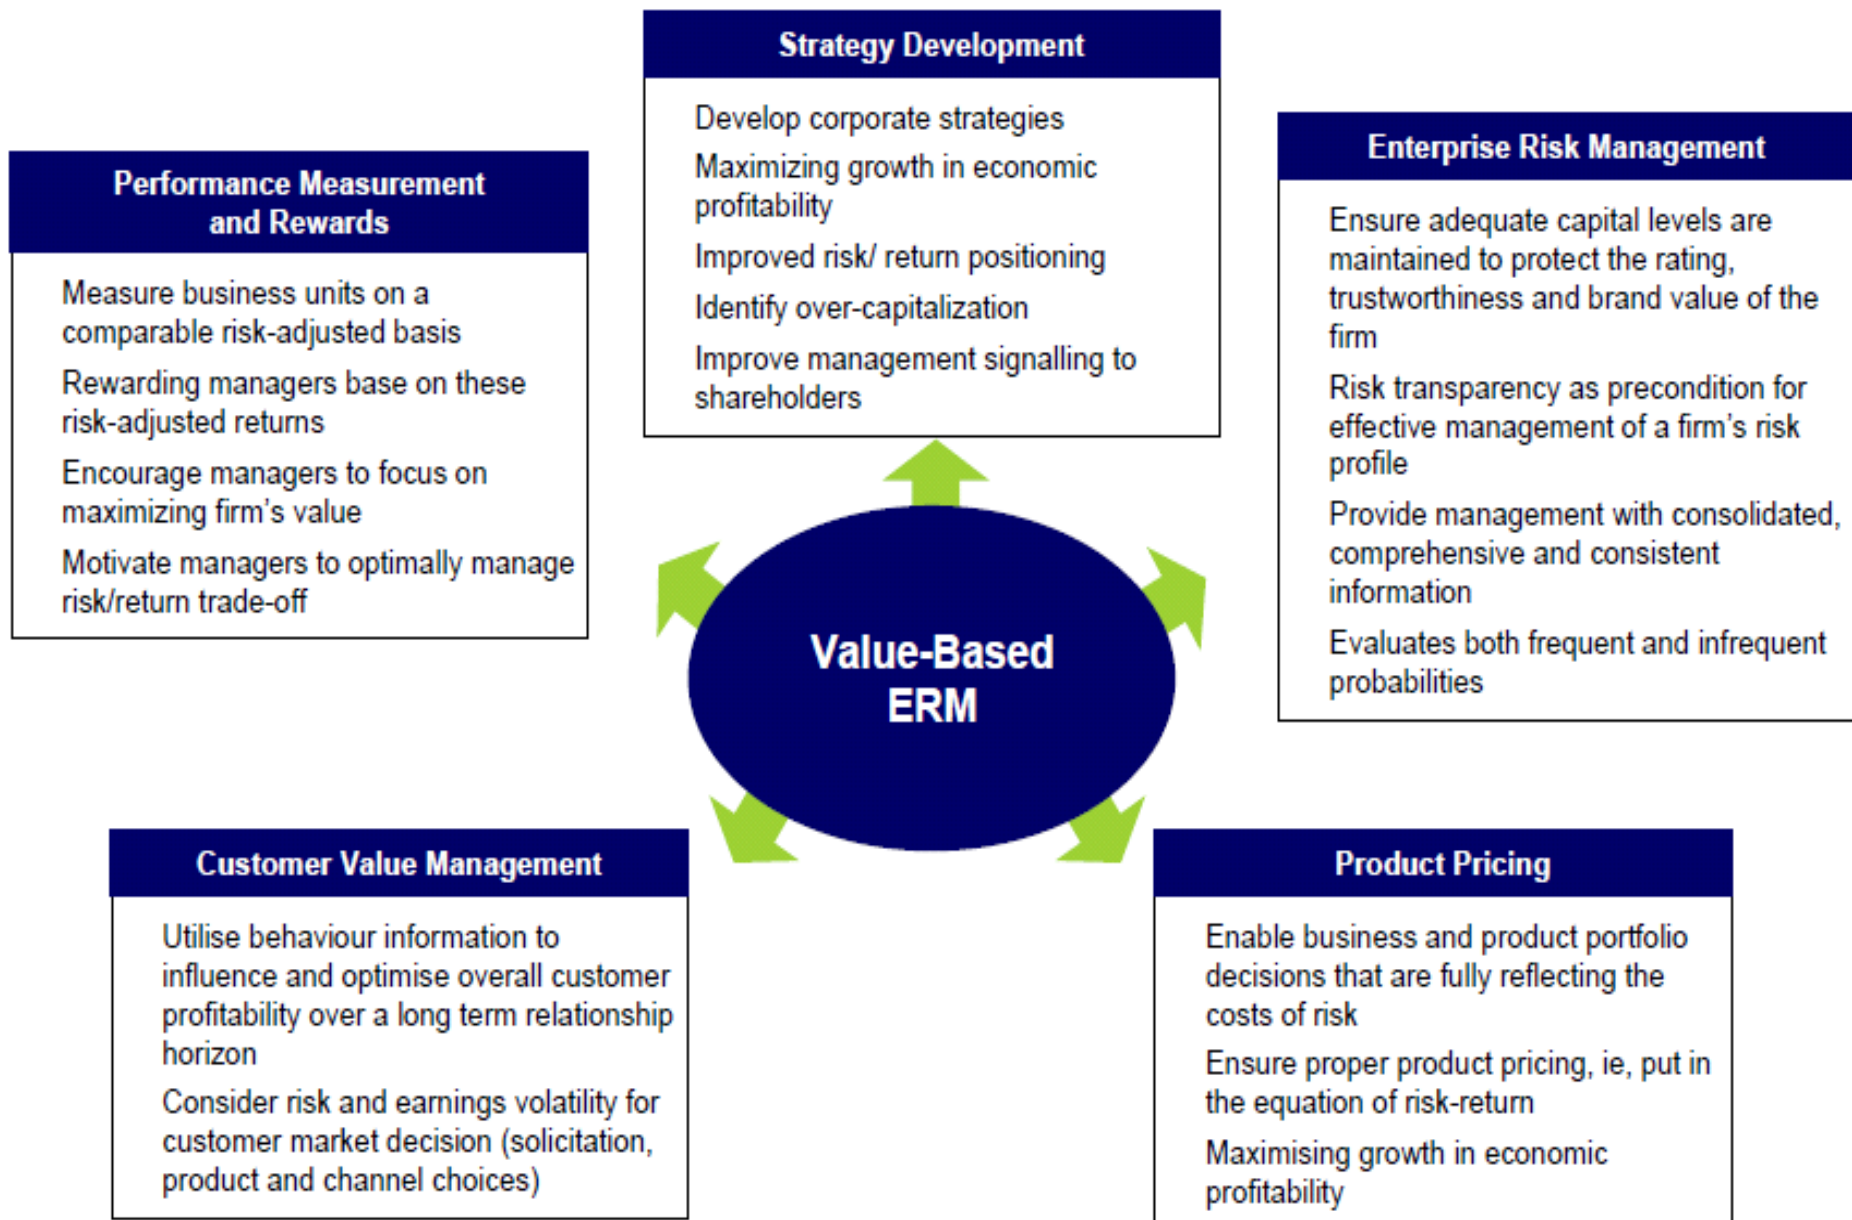 Strategy Development
Develop corporate strategies
Maximizing growth in economic
profitability
Improved risk/ return positioning
Identify over-capitalization
Improve management signalling to
shareholders
Performance Measurement
and Rewards
Measure business units on a
comparable risk-adjusted basis
Rewarding managers base on these
risk-adjusted returns
Encourage managers to focus on
maximizing firm's value
Motivate managers to optimally manage
risk/return trade-off
Enterprise Risk Management
Ensure adequate capital levels are
maintained to protect the rating,
trustworthiness and brand value of the
firm
Risk transparency as precondition for
effective management of a firm's risk
profile
Provide management with consolidated,
comprehensive and consistent
information
Evaluates both frequent and infrequent
probabilities
Value-Based
ERM
Customer Value Management
Utilise behaviour information to
influence and optimise overall customer
profitability over a long term relationship
horizon
Consider risk and earnings volatility for
customer market decision (solicitation,
product and channel choices)
Product Pricing
Enable business and product portfolio
decisions that are fully reflecting the
costs of risk
Ensure proper product pricing, ie, put in
the equation of risk-return
Maximising growth in economic
profitability